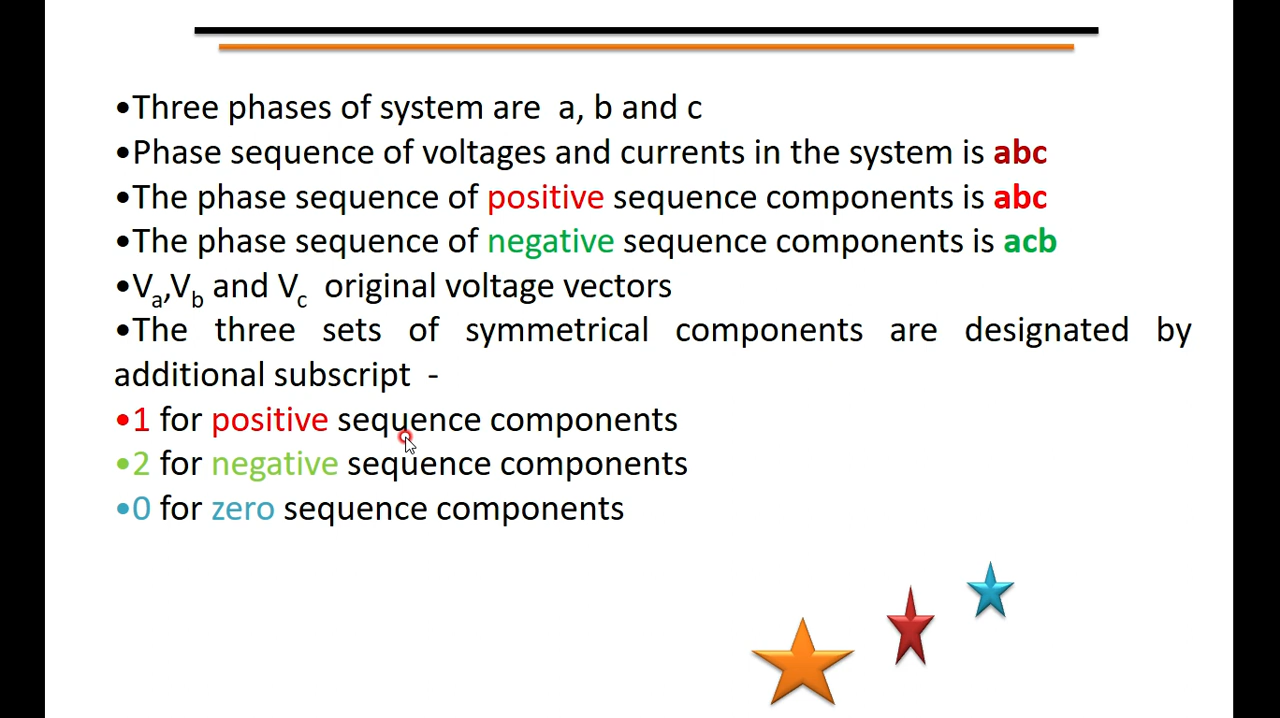 •Three phases of system are a, b and c
•Phase sequence of voltages and currents in the system is abc
•The phase sequence of positive sequence components is abc
•The phase sequence of negative sequence components is acb
•Va,Vb and Vc original voltage vectors
•The three sets of symmetrical components are designated by
additional subscript -
•1 for positive sequence components
•2 for negative sequence components
•0 for zero sequence components